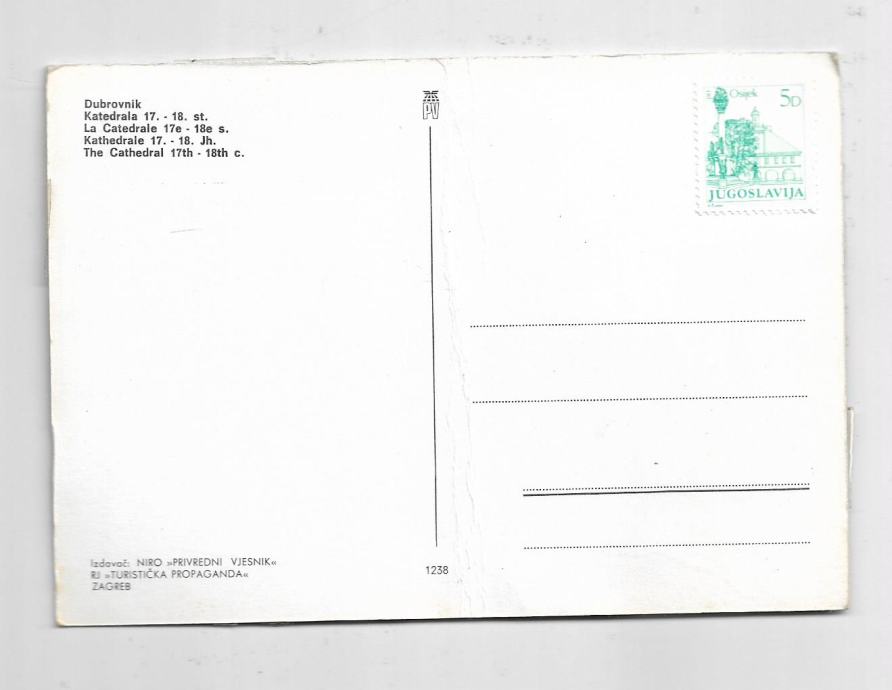 Dubrovnik
Katedrala 17. - 18. st.
La Catedrale 17e - 18e s.
Kathedrale 17. - 18. Jh.
The Cathedral 17th - 18th c.
PV
Osijek 5D
JUGOSLAVIJA
Izdavač: NIRO »PRIVREDNI VJESNIK«
RJ »TURISTIČKA PROPAGANDA«
ZAGREB
1238